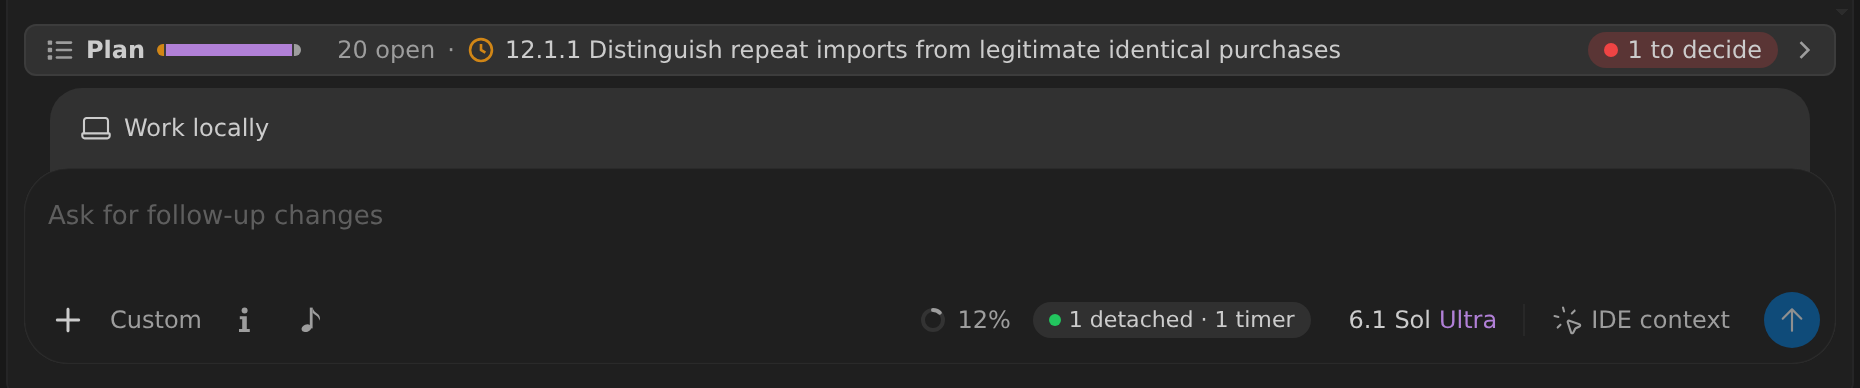 Plan 20 open · 12.1.1 Distinguish repeat imports from legitimate identical purchases 1 to decide
Work locally
Ask for follow-up changes
Custom 12% 1 detached · 1 timer 6.1 Sol Ultra IDE context